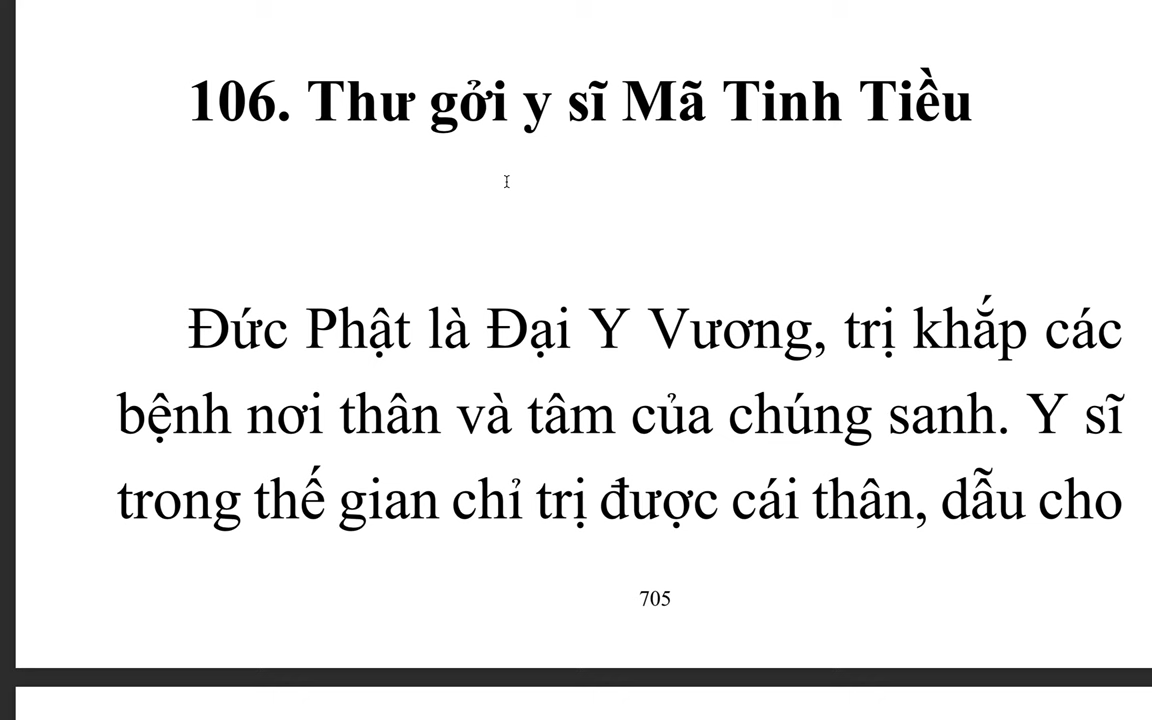 106. Thư gởi y sĩ Mã Tinh Tiều
Đức Phật là Đại Y Vương, trị khắp các
bệnh nơi thân và tâm của chúng sanh. Y sĩ
trong thế gian chỉ trị được cái thân, dẫu cho
705